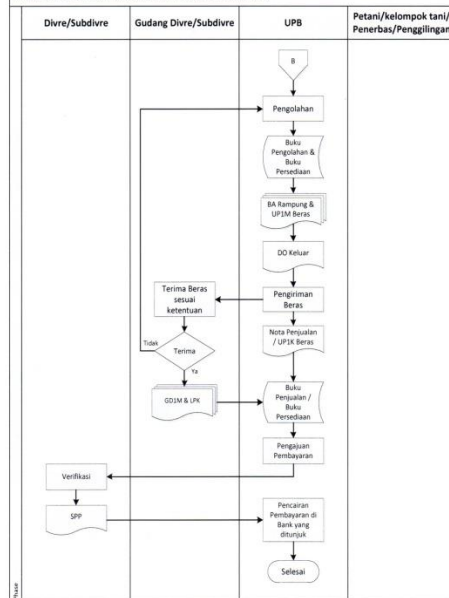 Divre/Subdivre
Gudang Divre/Subdivre
UPB
Petani/kelompok tani/
Penerbas/Penggilingan
B
Pengolahan
Buku
Pengolahan &
Buku
Persediaan
BA Rampung &
UP1M Beras
DO Keluar
Terima Beras
sesuai
ketentuan
Pengiriman
Beras
Tidak
Terima
Ya
Nota Penjualan
/ UP1K Beras
GD1M & LPK
Buku
Penjualan /
Buku
Persediaan
Pengajuan
Pembayaran
Verifikasi
SPP
Pencairan
Pembayaran di
Bank yang
ditunjuk
Selesai
Phase